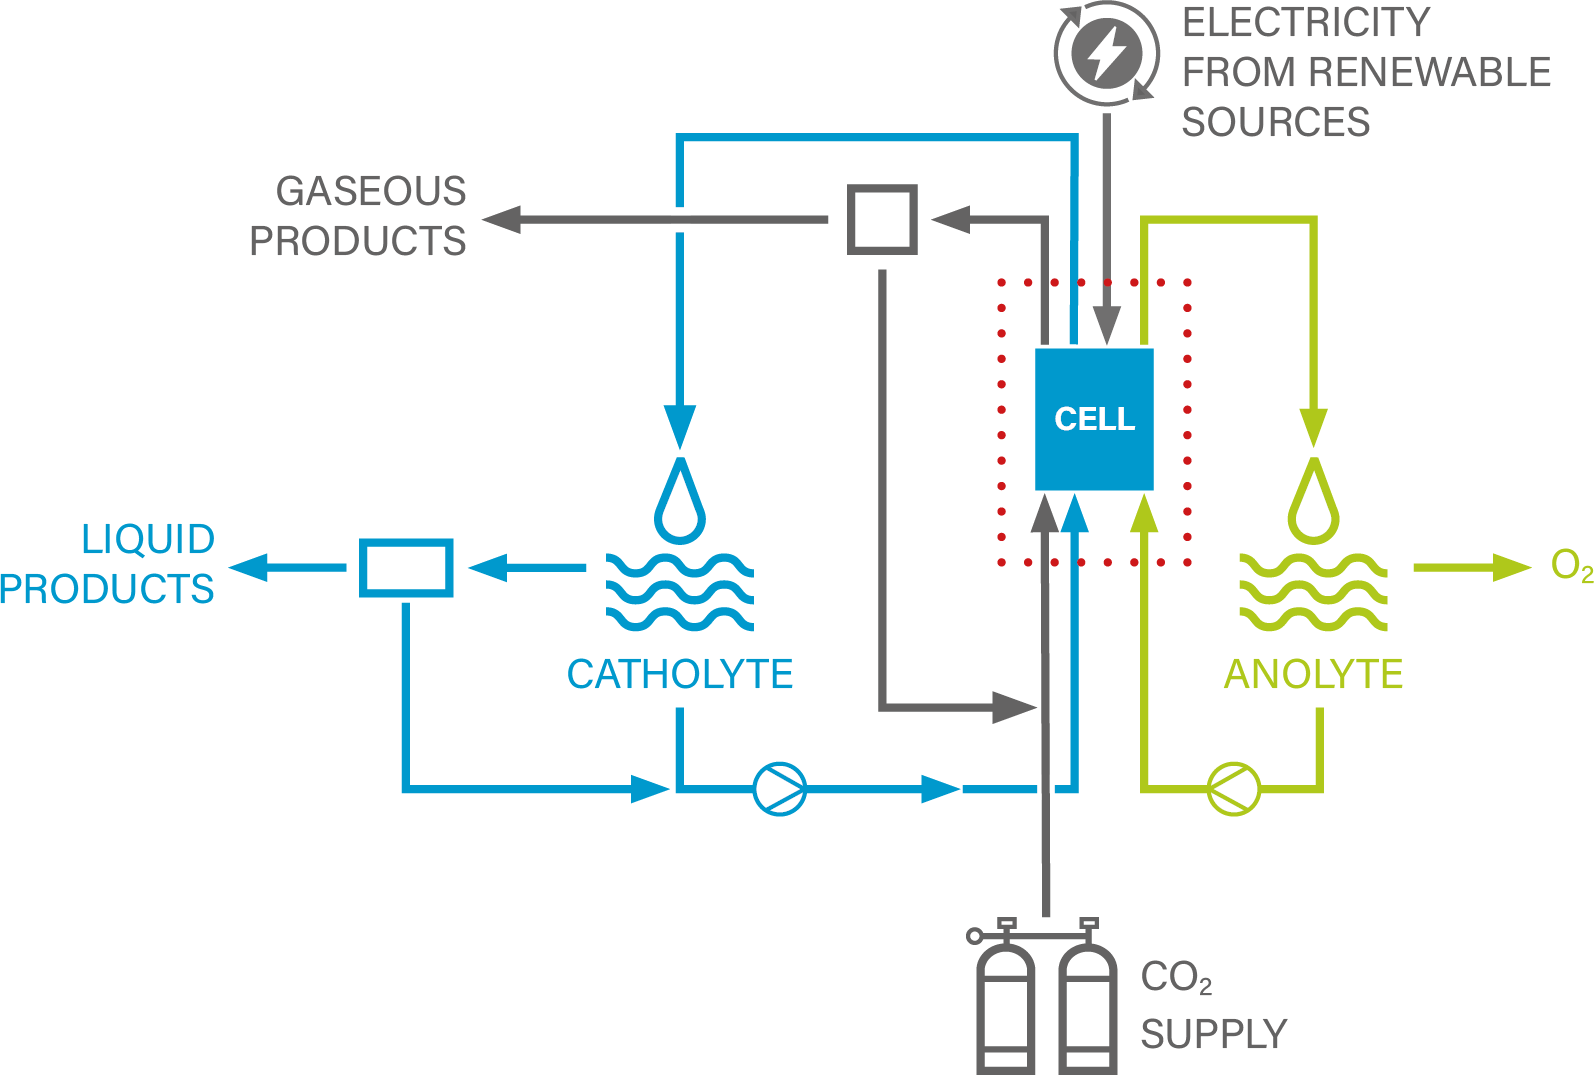 ELECTRICITY
FROM RENEWABLE
SOURCES
GASEOUS
PRODUCTS
CELL
LIQUID
PRODUCTS
O₂
CATHOLYTE
ANOLYTE
CO₂
SUPPLY